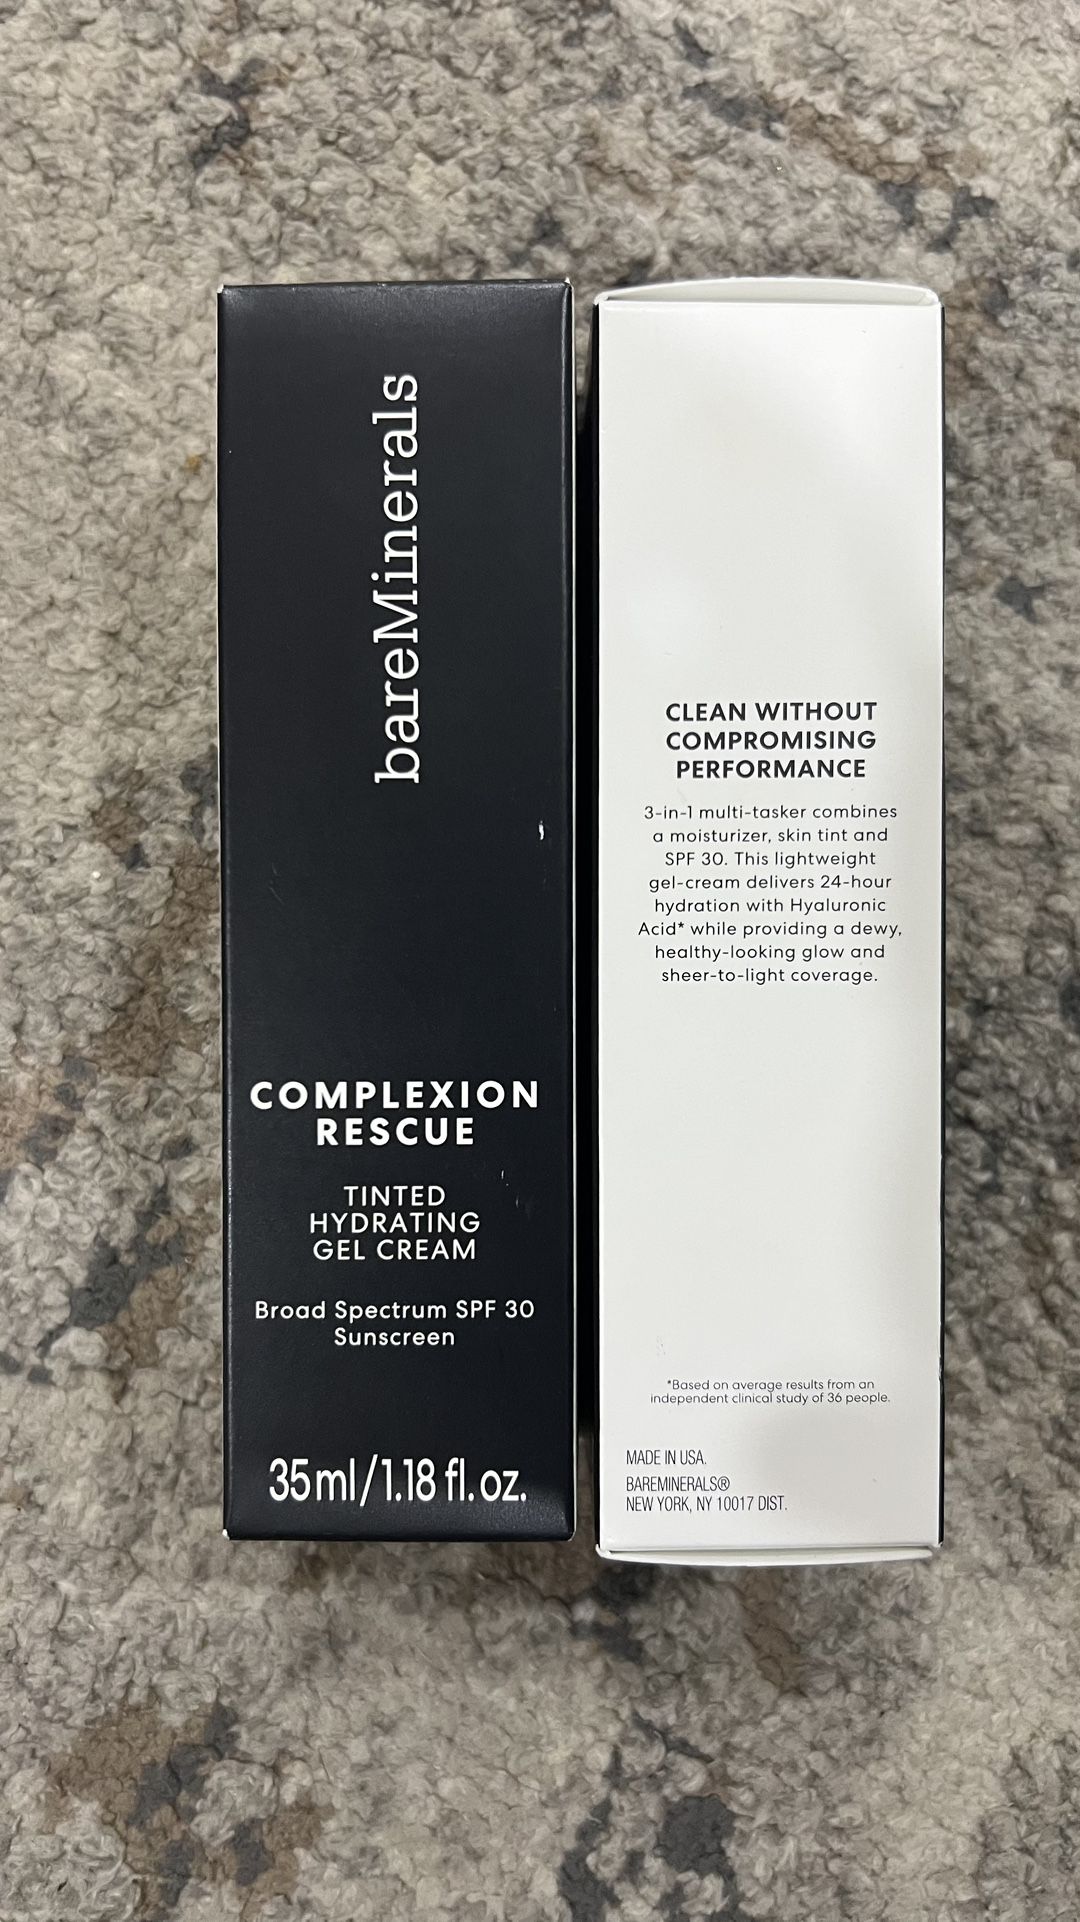 bareMinerals
COMPLEXION
RESCUE
TINTED
HYDRATING
GEL CREAM
Broad Spectrum SPF 30
Sunscreen
35ml/1.18 fl. oz.
CLEAN WITHOUT
COMPROMISING
PERFORMANCE
3-in-1 multi-tasker combines
a moisturizer, skin tint and
SPF 30. This lightweight
gel-cream delivers 24-hour
hydration with Hyaluronic
Acid* while providing a dewy,
healthy-looking glow and
sheer-to-light coverage.
*Based on average results from an
independent clinical study of 36 people.
MADE IN USA.
BAREMINERALS®
NEW YORK, NY 10017 DIST.